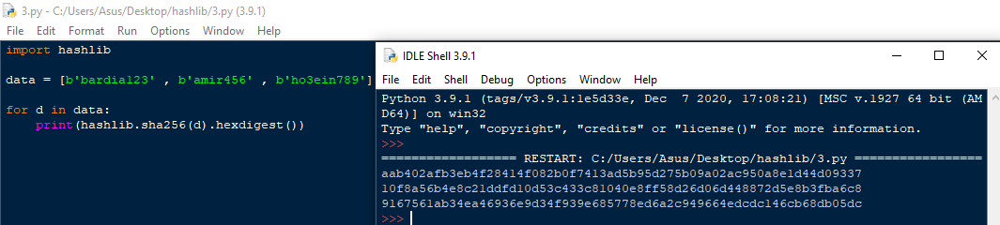 3.py - C:/Users/Asus/Desktop/hashlib/3.py (3.9.1)
File Edit Format Run Options Window Help
import hashlib
data = [b'bardia123' , b'amir456' , b'ho3ein789']
for d in data:
    print(hashlib.sha256(d).hexdigest())
IDLE Shell 3.9.1
File Edit Shell Debug Options Window Help
Python 3.9.1 (tags/v3.9.1:1e5d33e, Dec  7 2020, 17:08:21) [MSC v.1927 64 bit (AM
D64)] on win32
Type "help", "copyright", "credits" or "license()" for more information.
>>>
================= RESTART: C:/Users/Asus/Desktop/hashlib/3.py =================
aab402afb3eb4f28414f082b0f7413ad5b95d275b09a02ac950a8e1d44d09337
10f8a56b4e8c21ddfd10d53c433c81040e8ff58d26d06d448872d5e8b3fba6c8
9167561ab34ea46936e9d34f939e685778ed6a2c949664edcdc146cb68db05dc
>>>